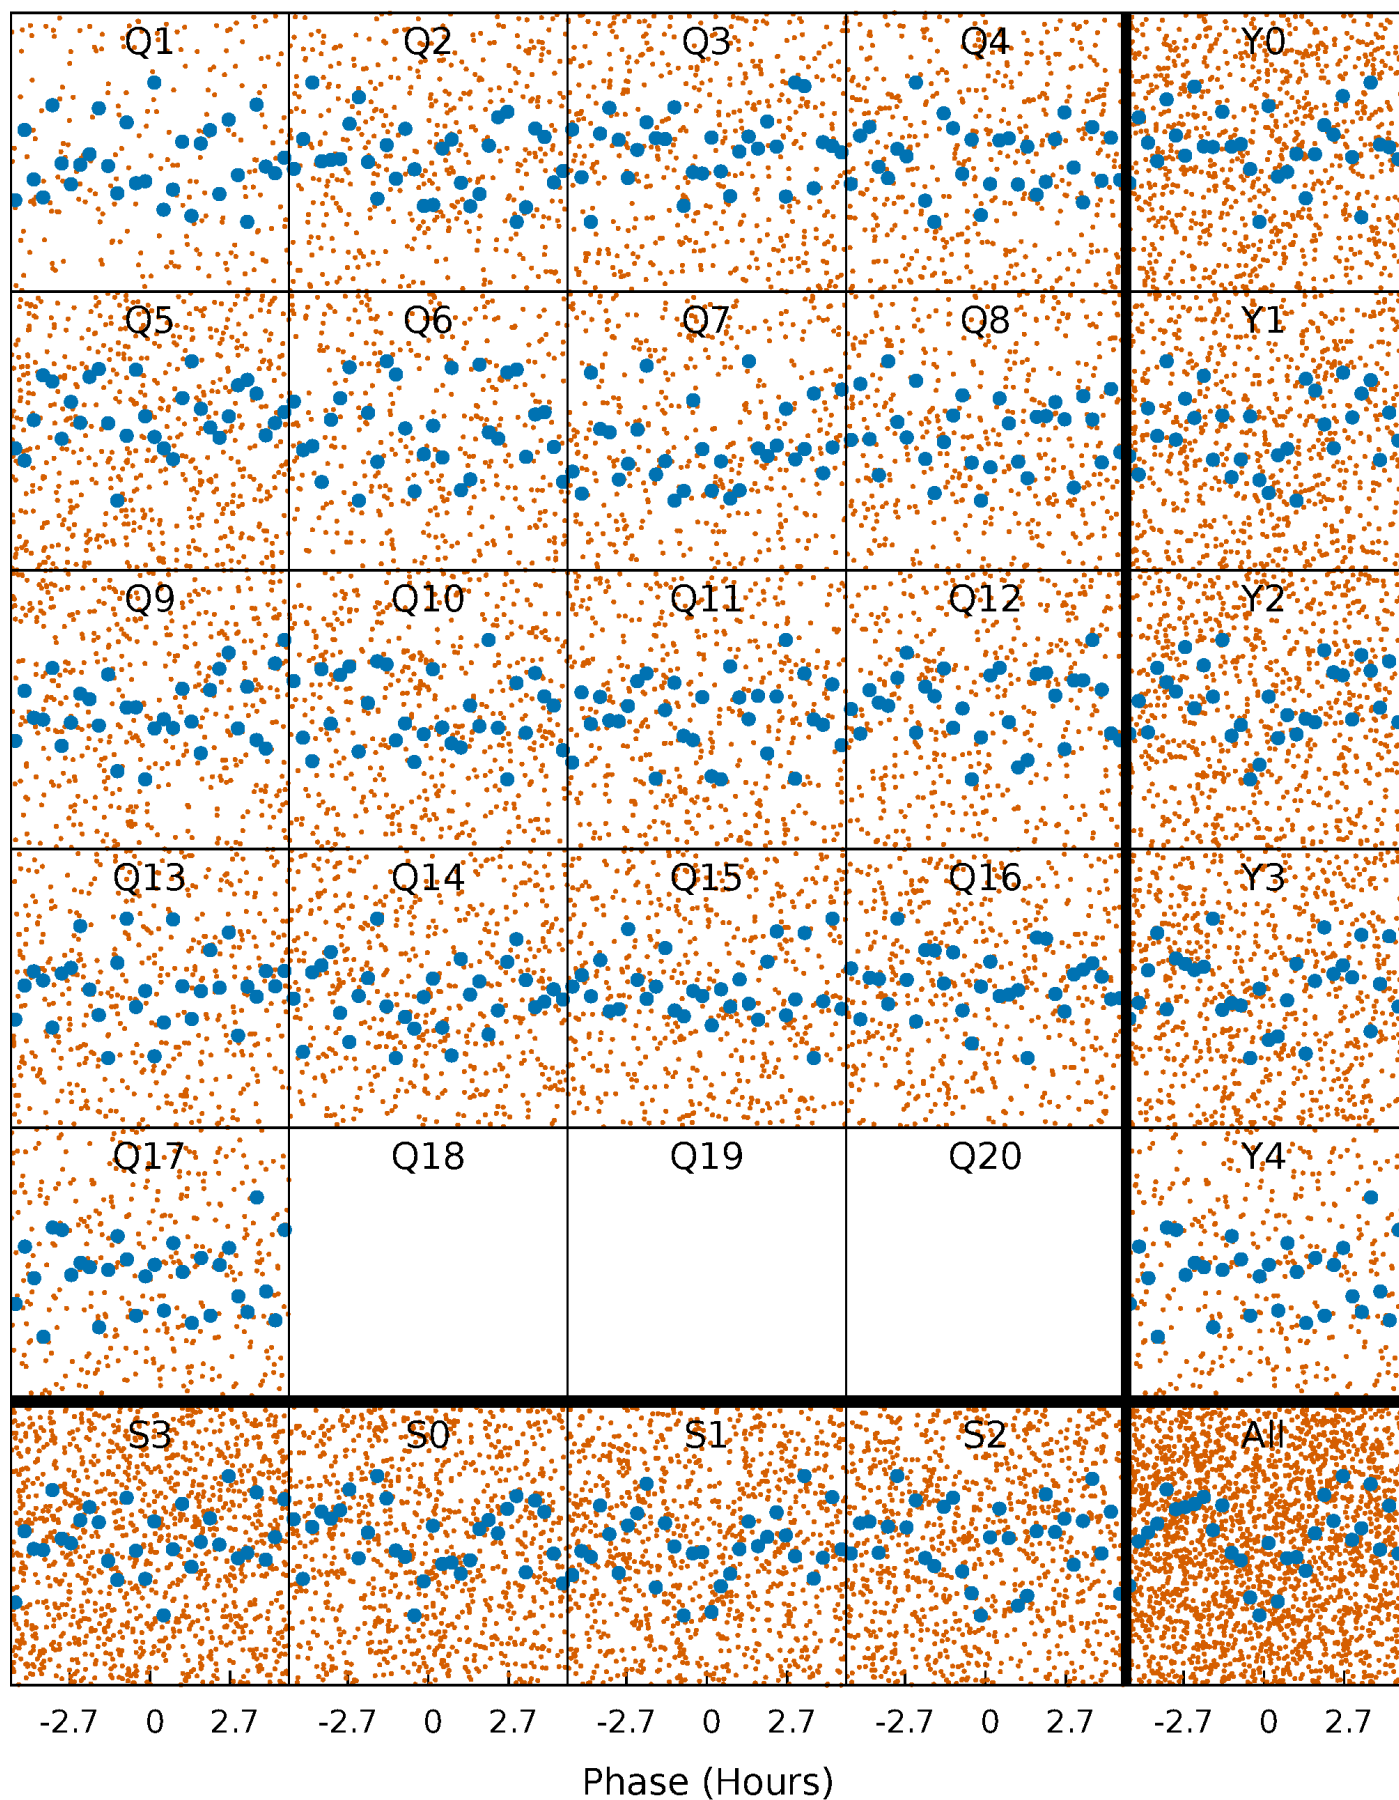 Q1 Q2 Q3 Q4 Y0
Q5 Q6 Q7 Q8 Y1
Q9 Q10 Q11 Q12 Y2
Q13 Q14 Q15 Q16 Y3
Q17 Q18 Q19 Q20 Y4
S3 S0 S1 S2 All
-2.7 0 2.7 -2.7 0 2.7 -2.7 0 2.7 -2.7 0 2.7 -2.7 0 2.7
Phase (Hours)